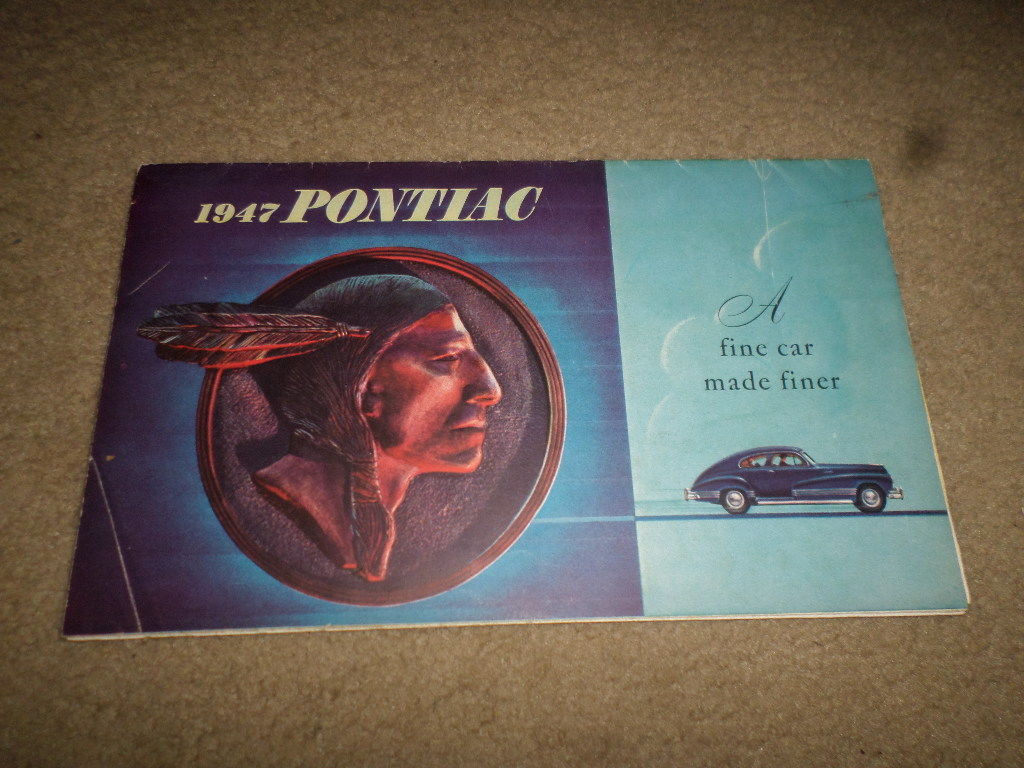 1947 PONTIAC
A
fine car
made finer